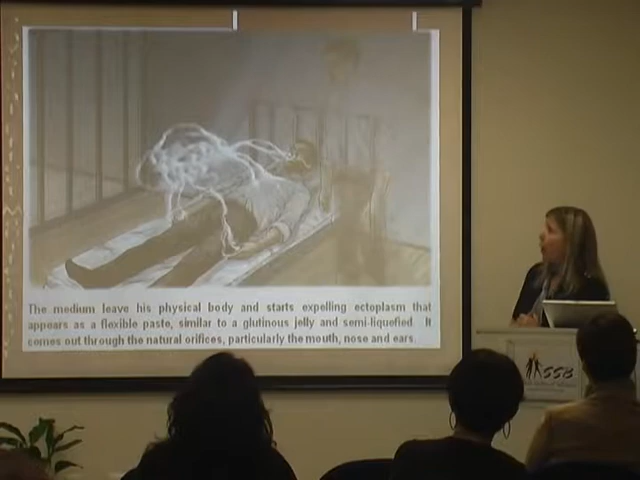 The medium leave his physical body and starts expelling ectoplasm that
appears as a flexible paste, similar to a glutinous jelly and semi-liquefied. It
comes out through the natural orifices, particularly the mouth, nose and ears.
SSB